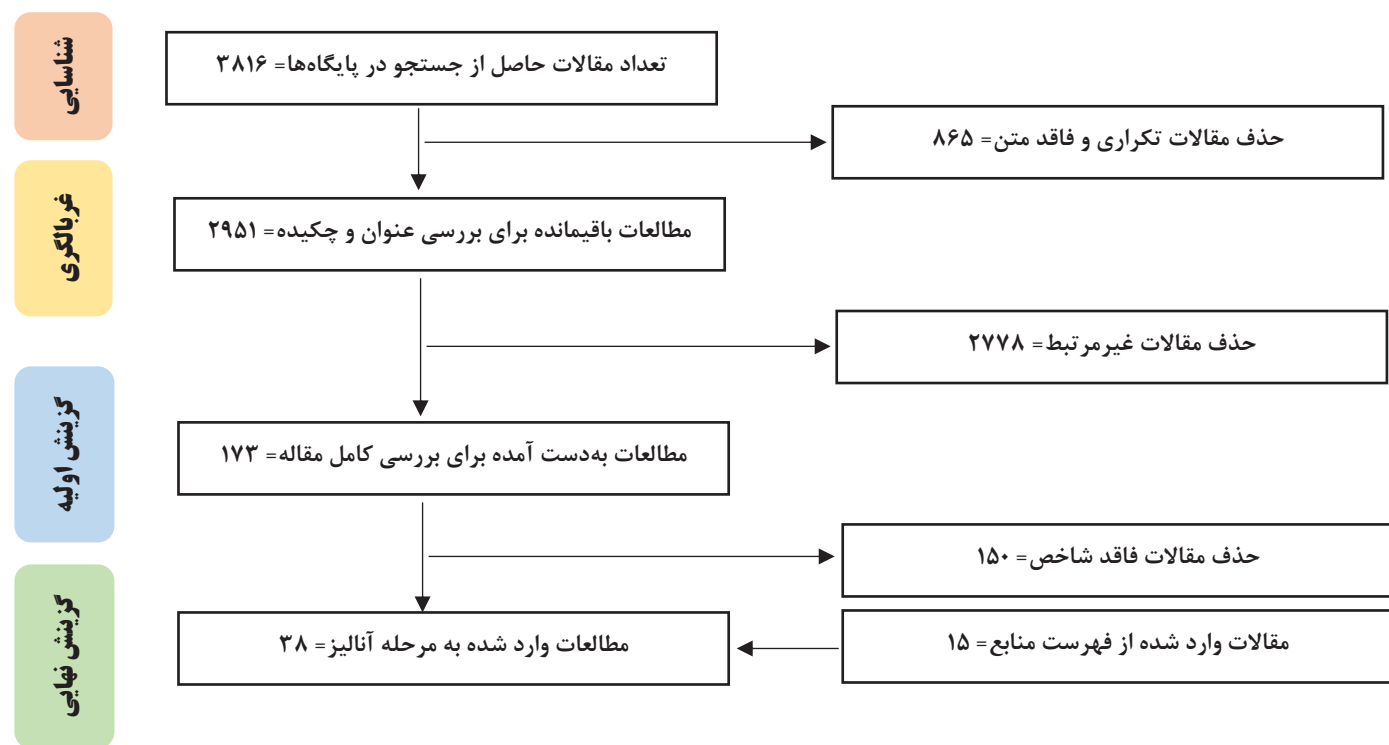 شناسایی
تعداد مقالات حاصل از جستجو در پایگاه‌ها= ۳۸۱۶
حذف مقالات تکراری و فاقد متن= ۸۶۵
غربالگری
مطالعات باقیمانده برای بررسی عنوان و چکیده= ۲۹۵۱
حذف مقالات غیرمرتبط= ۲۷۷۸
گزینش اولیه
مطالعات به‌دست آمده برای بررسی کامل مقاله= ۱۷۳
حذف مقالات فاقد شاخص= ۱۵۰
گزینش نهایی
مطالعات وارد شده به مرحله آنالیز= ۳۸
مقالات وارد شده از فهرست منابع= ۱۵